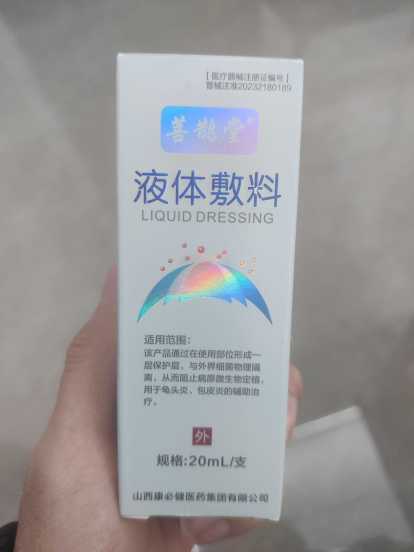 【医疗器械注册证编号】
晋械注准20232180189
善鹊堂®
液体敷料
LIQUID DRESSING
适用范围：
该产品通过在使用部位形成一
层保护层，与外界细菌物理隔
离，从而阻止病原微生物定植，
用于龟头炎、包皮炎的辅助治
疗。
外
规格:20mL/支
山西康必健医药集团有限公司